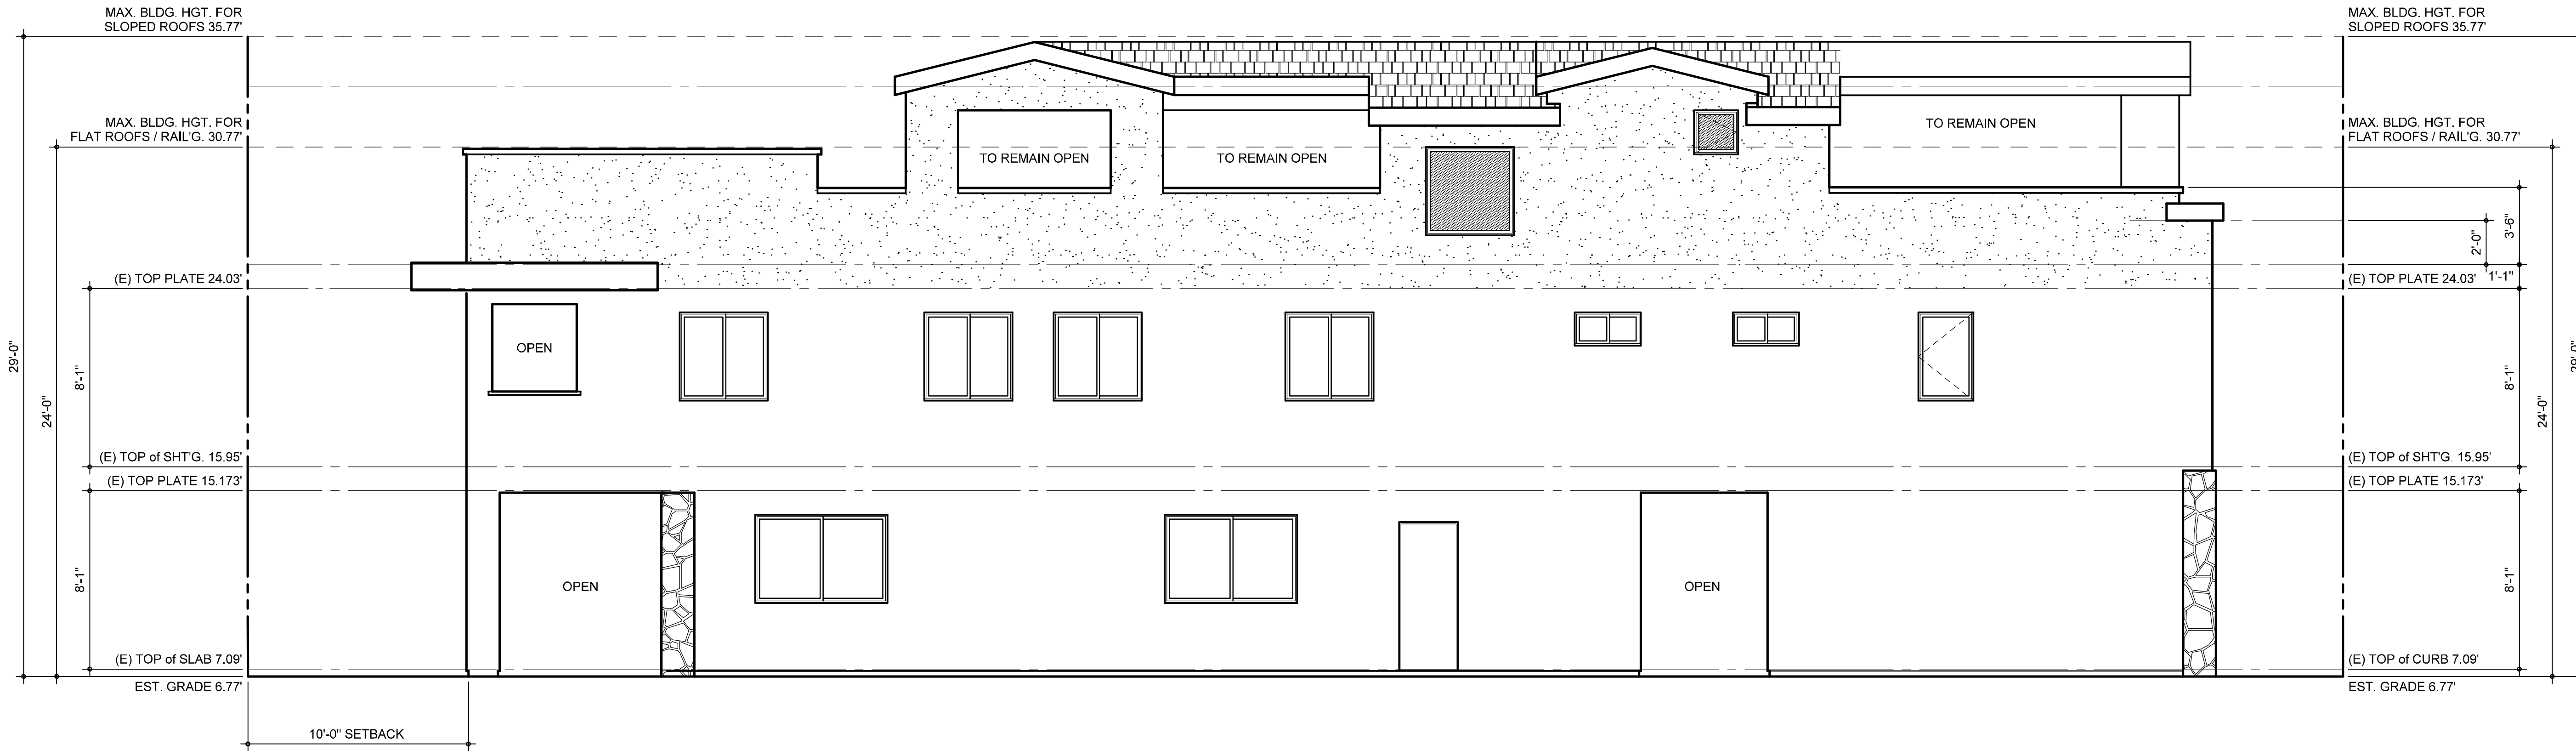 MAX. BLDG. HGT. FOR
SLOPED ROOFS 35.77'
MAX. BLDG. HGT. FOR
SLOPED ROOFS 35.77'
MAX. BLDG. HGT. FOR
FLAT ROOFS / RAIL'G. 30.77'
TO REMAIN OPEN
TO REMAIN OPEN
TO REMAIN OPEN
MAX. BLDG. HGT. FOR
FLAT ROOFS / RAIL'G. 30.77'
3'-6"
2'-0"
(E) TOP PLATE 24.03'
(E) TOP PLATE 24.03'
1'-1"
29'-0"
24'-0"
8'-1"
OPEN
8'-1"
24'-0"
29'-0"
(E) TOP of SHT'G. 15.95'
(E) TOP of SHT'G. 15.95'
(E) TOP PLATE 15.173'
(E) TOP PLATE 15.173'
8'-1"
OPEN
OPEN
8'-1"
(E) TOP of SLAB 7.09'
(E) TOP of CURB 7.09'
EST. GRADE 6.77'
EST. GRADE 6.77'
10'-0" SETBACK